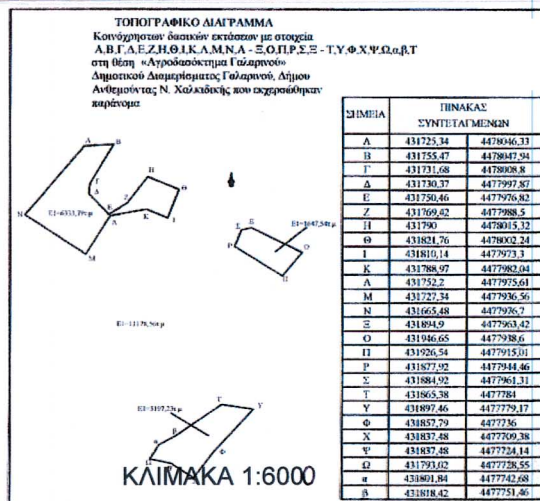 ΤΟΠΟΓΡΑΦΙΚΟ ΔΙΑΓΡΑΜΜΑ
Κοινόχρηστων δασικών εκτάσεων με στοιχεία
Α,Β,Γ,Δ,Ε,Ζ,Η,Θ,Ι,Κ,Λ,Μ,Ν,Α - Ξ,Ο,Π,Ρ,Σ,Ξ - Τ,Υ,Φ,Χ,Ψ,Ω,α,β,Τ
στη θέση «Αγροδασόκτημα Γαλαρινού»
Δημοτικού Διαμερίσματος Γαλαρινού, Δήμου
Ανθεμούντας Ν. Χαλκιδικής που εκχερσώθηκαν
παράνομα
ΣΗΜΕΙΑ ΠΙΝΑΚΑΣ ΣΥΝΤΕΤΑΓΜΕΝΩΝ
Α 431725,34 4478046,33
Β 431755,47 4478047,94
Γ 431731,68 4478008,8
Δ 431730,37 4477997,87
Ε 431750,46 4477976,82
Ζ 431769,42 4477988,5
Η 431790 4478015,32
Θ 431821,76 4478002,24
Ι 431810,14 4477973,3
Κ 431788,97 4477982,04
Λ 431752,2 4477975,61
Μ 431727,34 4477936,56
Ν 431665,48 4477976,7
Ξ 431894,9 4477963,42
Ο 431946,65 4477938,6
Π 431926,54 4477915,01
Ρ 431877,92 4477944,46
Σ 431884,92 4477961,31
Τ 431865,38 4477784
Υ 431897,46 4477779,17
Φ 431857,79 4477736
Χ 431837,48 4477709,38
Ψ 431837,48 4477724,14
Ω 431793,02 4477728,55
α 431801,84 4477742,68
β 431818,42 4477751,46
Α Β
Γ
Δ
Ε Ζ Η Θ
Ι Κ Λ
Μ
Ν
Σ Ξ
Ρ Ο
Π
Γ Υ
β
α
Φ
Ω
ΚΛΙΜΑΚΑ 1:6000